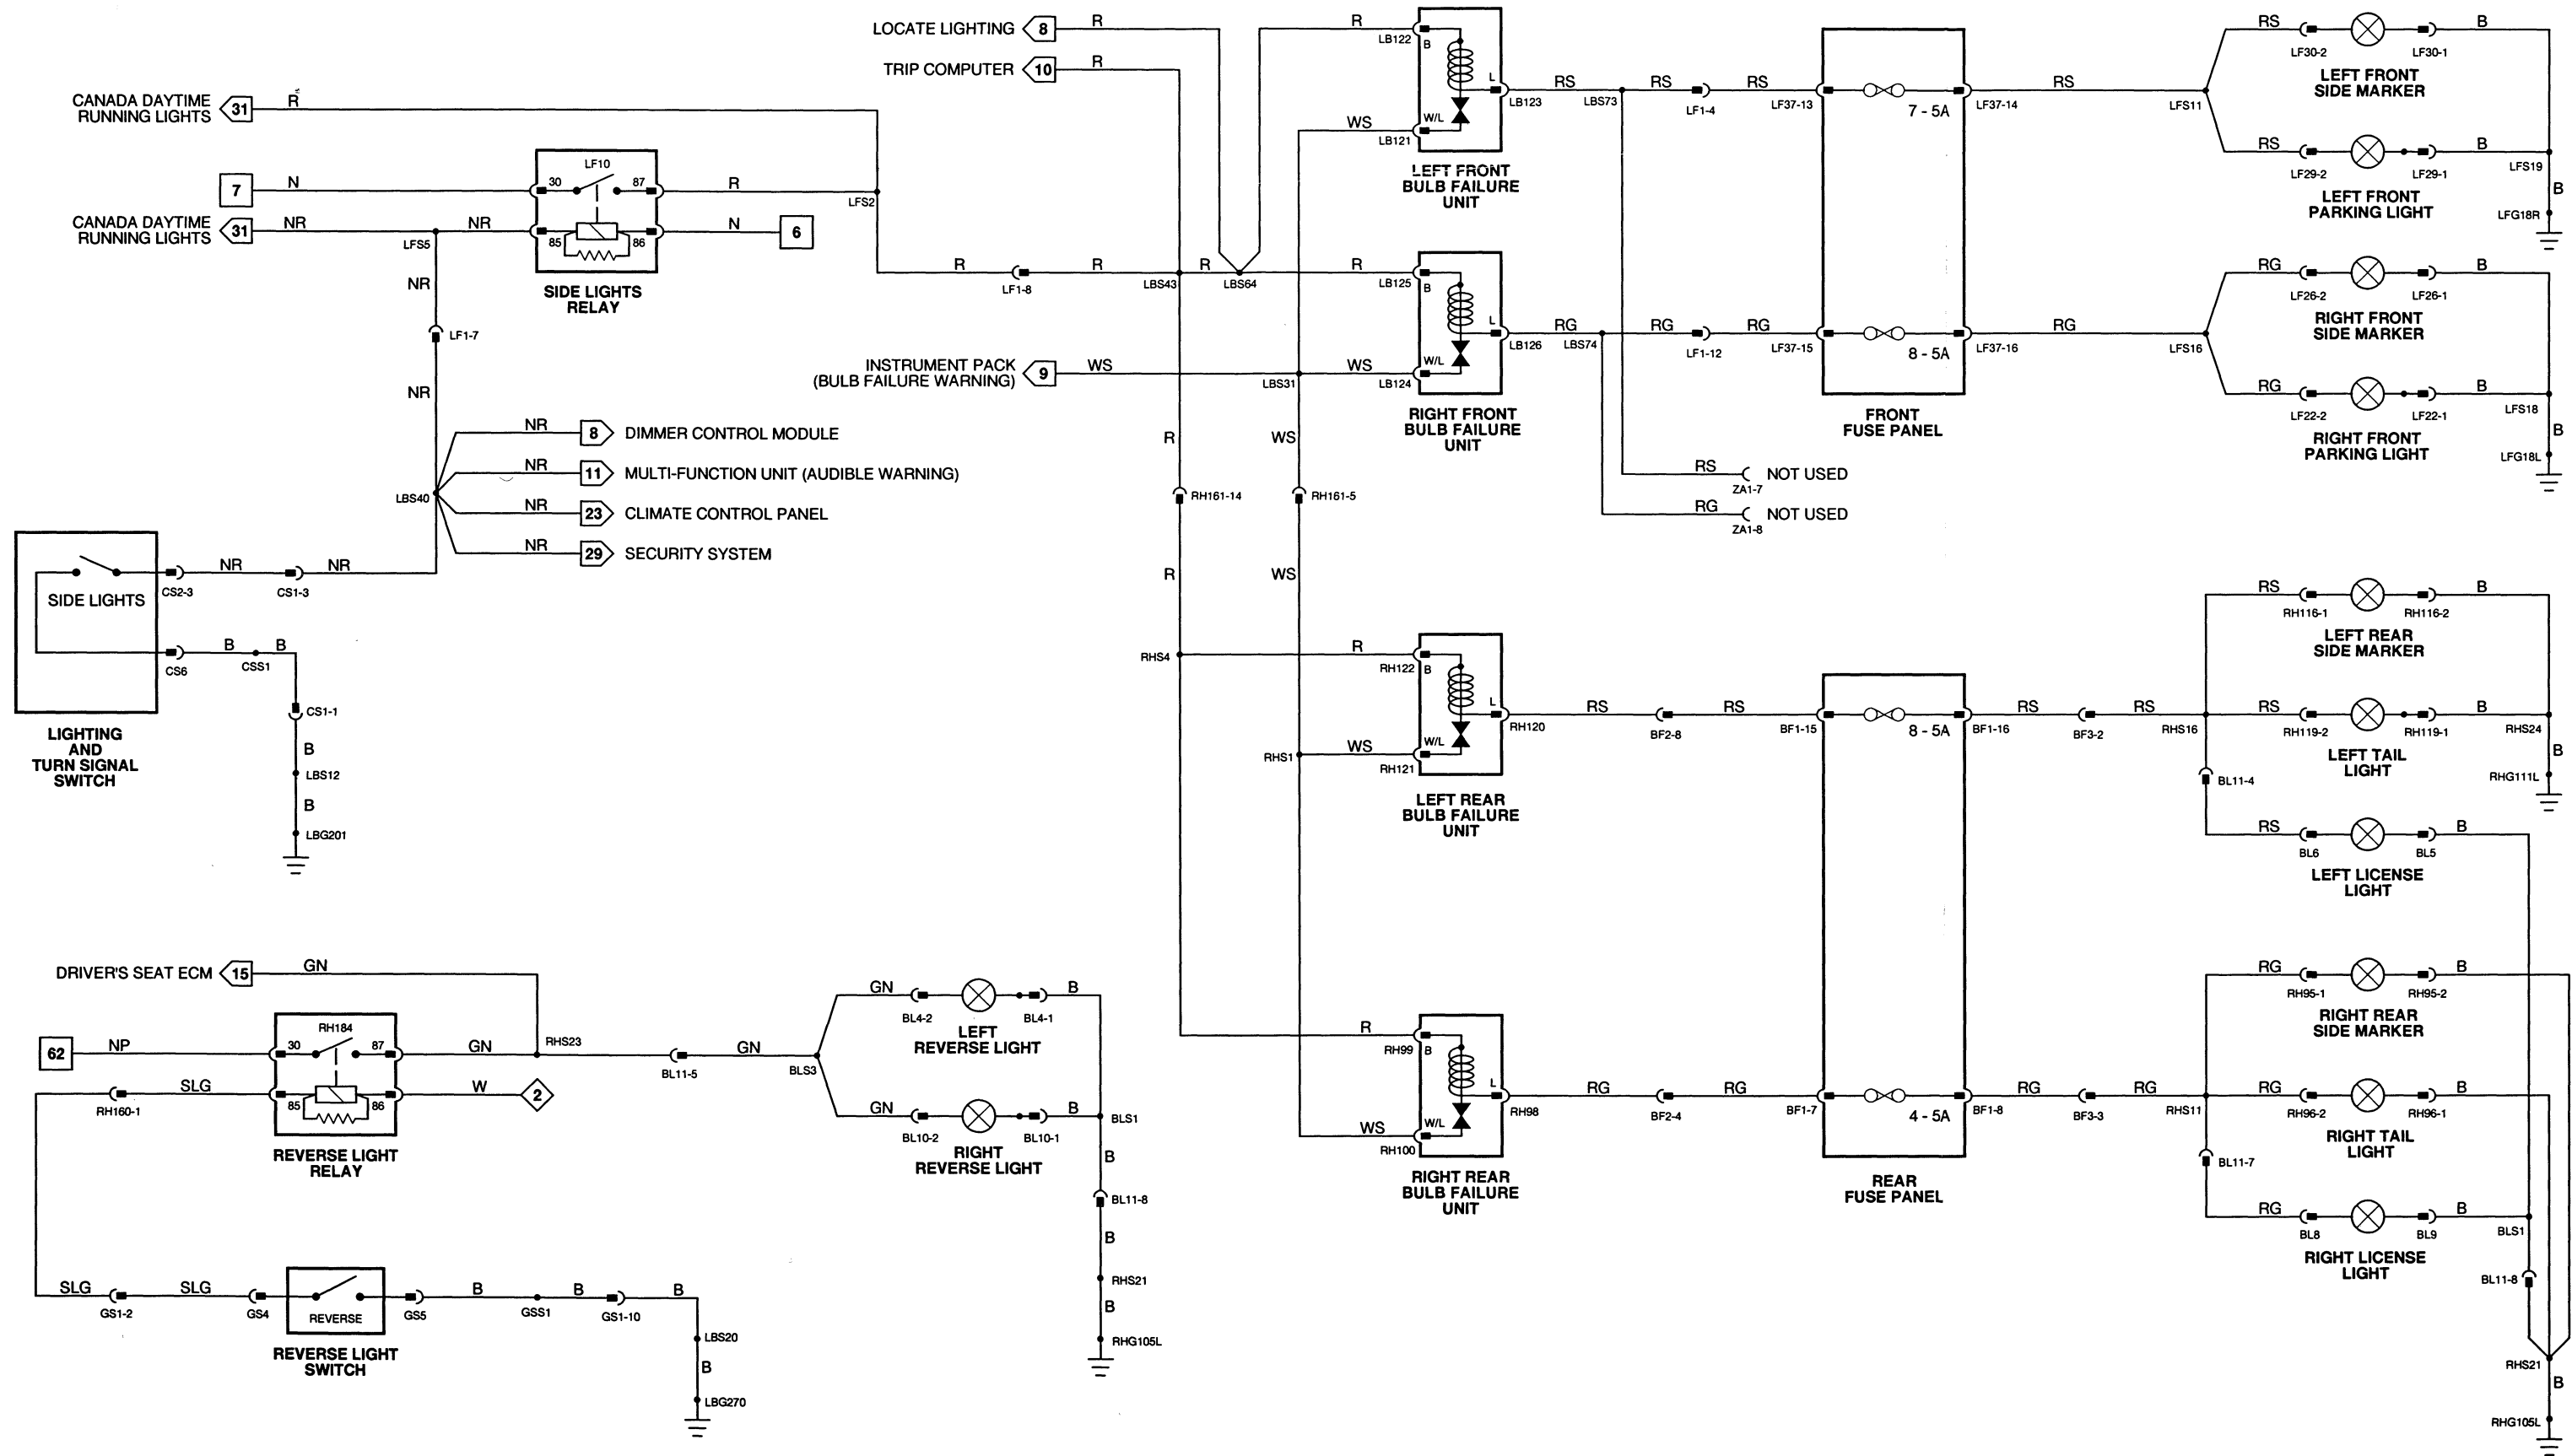 LOCATE LIGHTING 8 R
TRIP COMPUTER 10 R
CANADA DAYTIME
RUNNING LIGHTS 31 R
7 N
CANADA DAYTIME
RUNNING LIGHTS 31 NR NR
LFS5
LF10
30 87
85 86
SIDE LIGHTS
RELAY
R
LFS2
N 6
R LF1-8 R LBS43 R LBS64 R
NR
LF1-7
NR
LBS40
NR 8 DIMMER CONTROL MODULE
NR 11 MULTI-FUNCTION UNIT (AUDIBLE WARNING)
NR 23 CLIMATE CONTROL PANEL
NR 29 SECURITY SYSTEM
INSTRUMENT PACK
(BULB FAILURE WARNING) 9 WS LBS31 WS
SIDE LIGHTS
CS2-3 NR CS1-3 NR
CS6 B CSS1 B
CS1-1
B
LBS12
B
LBG201
LIGHTING
AND
TURN SIGNAL
SWITCH
R LB122 B
WS LB121 W/L
L LB123
LEFT FRONT
BULB FAILURE
UNIT
RS LBS73 RS LF1-4 RS LF37-13
7 - 5A
LF37-14 RS LFS11
RS LF30-2 LF30-1 B
LEFT FRONT
SIDE MARKER
RS LF29-2 LF29-1 B LFS19
LEFT FRONT
PARKING LIGHT
B
LFG18R
LB125 B
LB124 W/L
L LB126
RIGHT FRONT
BULB FAILURE
UNIT
RG LBS74 RG LF1-12 RG LF37-15
8 - 5A
LF37-16 RG LFS16
FRONT
FUSE PANEL
RG LF26-2 LF26-1 B
RIGHT FRONT
SIDE MARKER
RG LF22-2 LF22-1 B LFS18
RIGHT FRONT
PARKING LIGHT
B
LFG18L
RS ZA1-7 NOT USED
RG ZA1-8 NOT USED
R WS
RH161-14 RH161-5
R WS
RHS4 R RH122 B
RHS1 WS RH121 W/L
L RH120
LEFT REAR
BULB FAILURE
UNIT
RS BF2-8 RS BF1-15
8 - 5A
BF1-16 RS BF3-2 RS RHS16
RS RH116-1 RH116-2 B
LEFT REAR
SIDE MARKER
RS RH119-2 RH119-1 B RHS24
LEFT TAIL
LIGHT
B
RHG111L
BL11-4
RS BL6 BL5 B
LEFT LICENSE
LIGHT
R RH99 B
WS RH100 W/L
L RH98
RIGHT REAR
BULB FAILURE
UNIT
RG BF2-4 RG BF1-7
4 - 5A
BF1-8 RG BF3-3 RG RHS11
REAR
FUSE PANEL
RG RH95-1 RH95-2 B
RIGHT REAR
SIDE MARKER
RG RH96-2 RH96-1 B
RIGHT TAIL
LIGHT
BL11-7
RG BL8 BL9 B BLS1
RIGHT LICENSE
LIGHT
BL11-8
RHS21
B
RHG105L
DRIVER'S SEAT ECM 15 GN
62 NP
RH184
30 87
85 86
REVERSE LIGHT
RELAY
GN RHS23 BL11-5 GN BLS3
W 2
RH160-1 SLG
GN BL4-2 BL4-1 B
LEFT
REVERSE LIGHT
GN BL10-2 BL10-1 B BLS1
RIGHT
REVERSE LIGHT
B
BL11-8
B
RHS21
B
RHG105L
SLG GS1-2 SLG GS4
REVERSE
GS5 B GSS1 B GS1-10 B
REVERSE LIGHT
SWITCH
LBS20
B
LBG270